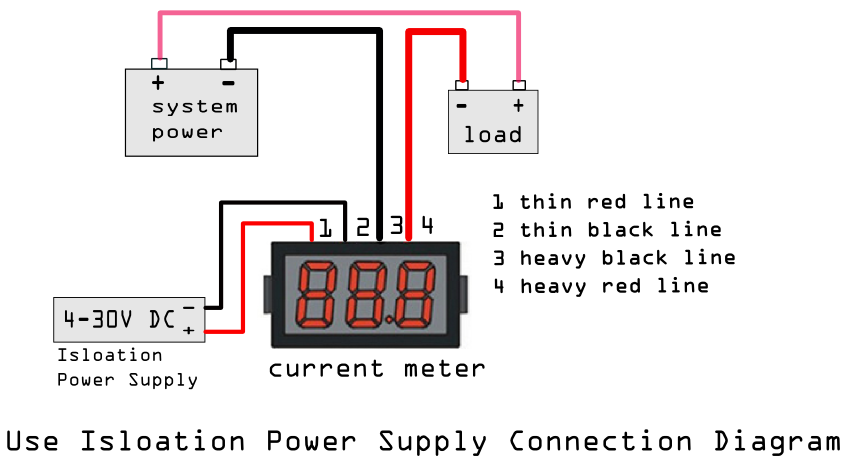 + -
system
power
- +
load
1 2 3 4
1 thin red line
2 thin black line
3 heavy black line
4 heavy red line
88.8
4-30V DC - +
Isloation
Power Supply
current meter
Use Isloation Power Supply Connection Diagram